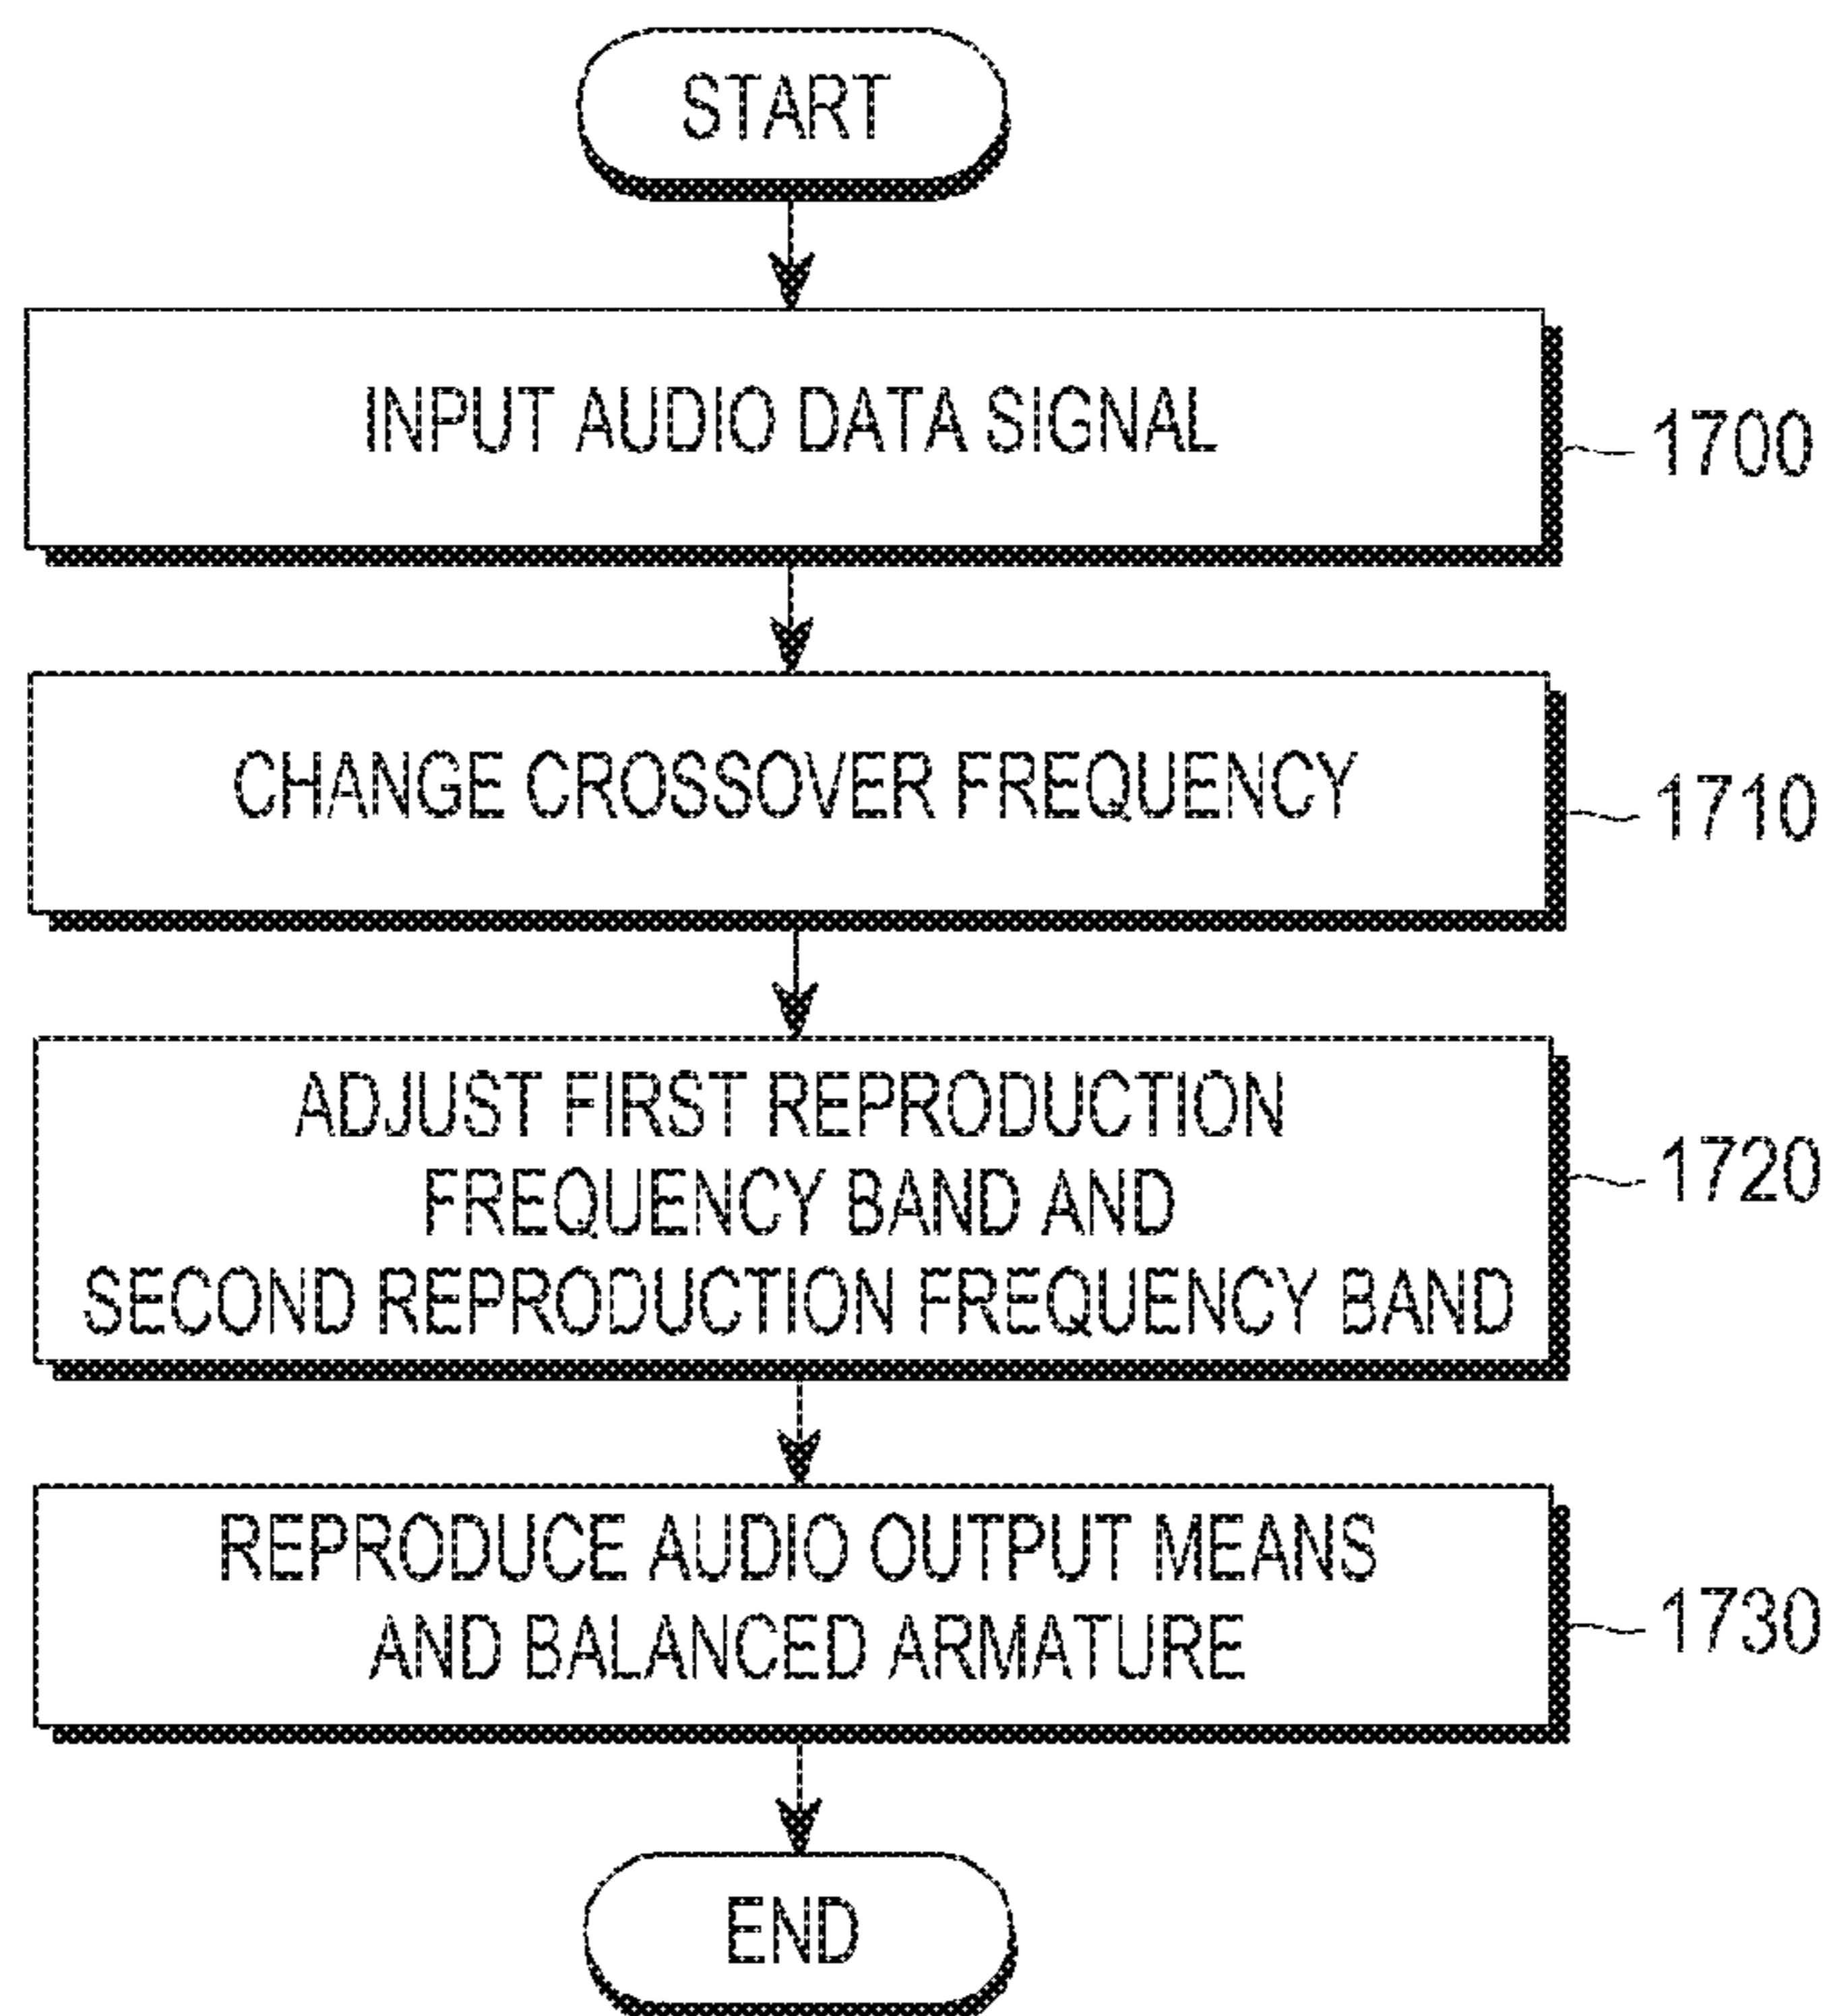 START
INPUT AUDIO DATA SIGNAL
1700
CHANGE CROSSOVER FREQUENCY
1710
ADJUST FIRST REPRODUCTION
FREQUENCY BAND AND
SECOND REPRODUCTION FREQUENCY BAND
1720
REPRODUCE AUDIO OUTPUT MEANS
AND BALANCED ARMATURE
1730
END